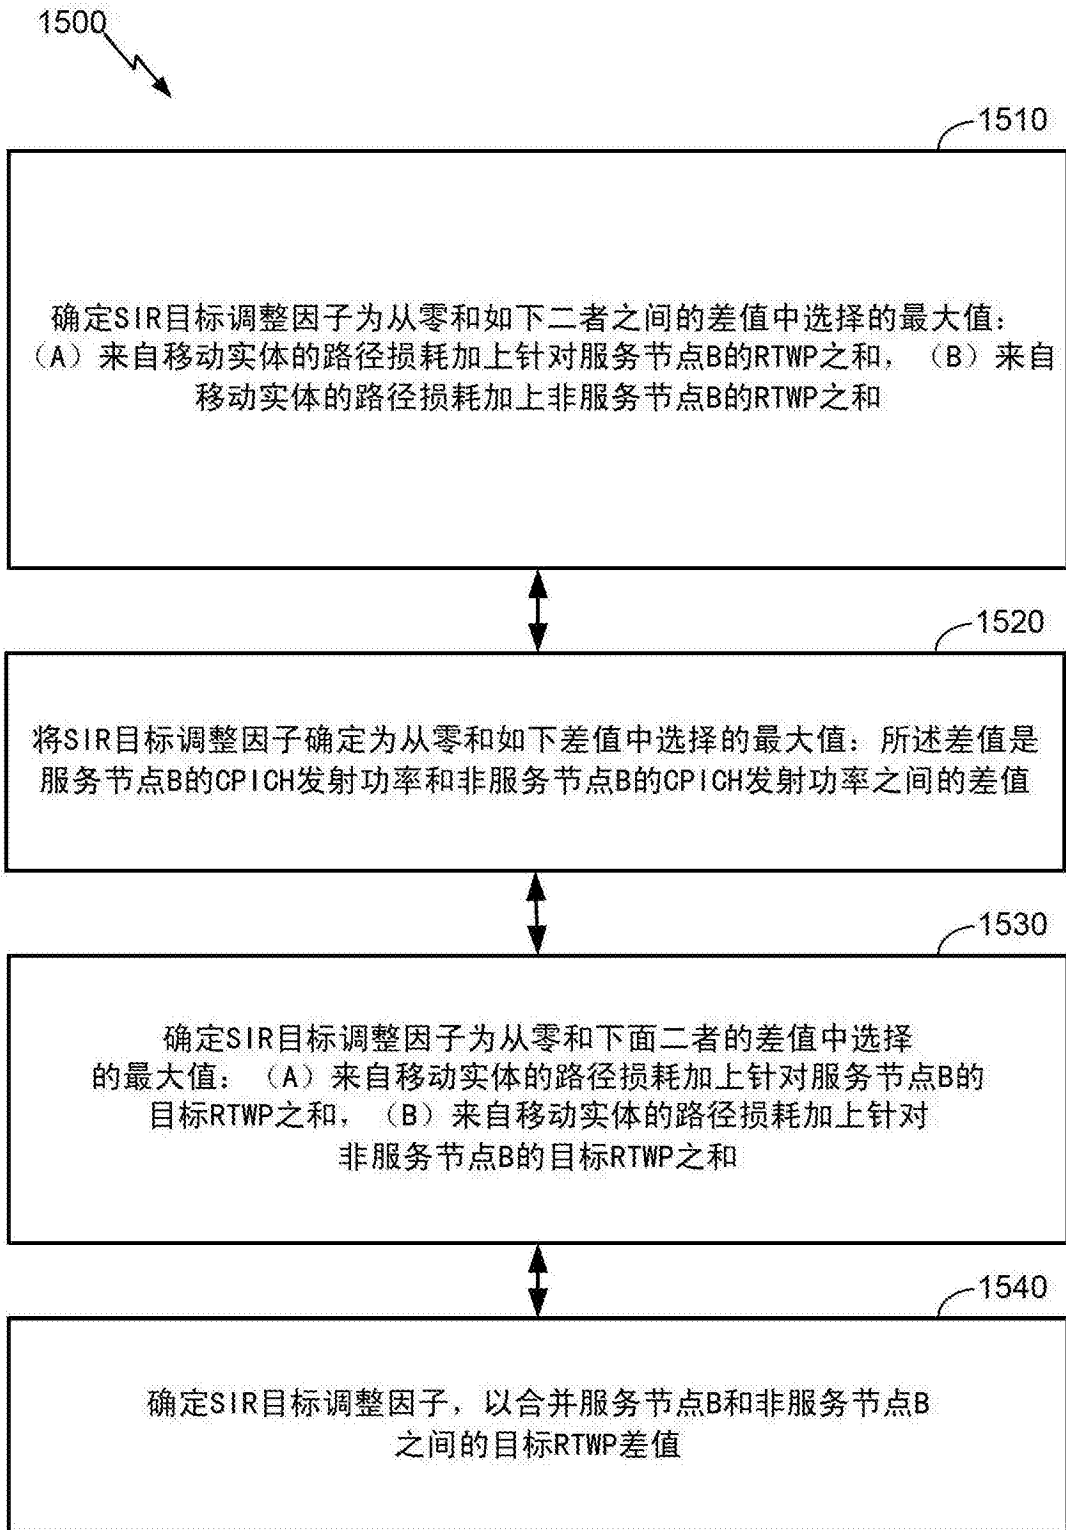 1500
1510
确定SIR目标调整因子为从零和如下二者之间的差值中选择的最大值：
（A）来自移动实体的路径损耗加上针对服务节点B的RTWP之和，（B）来自
移动实体的路径损耗加上非服务节点B的RTWP之和
1520
将SIR目标调整因子确定为从零和如下差值中选择的最大值：所述差值是
服务节点B的CPICH发射功率和非服务节点B的CPICH发射功率之间的差值
1530
确定SIR目标调整因子为从零和下面二者的差值中选择
的最大值：（A）来自移动实体的路径损耗加上针对服务节点B的
目标RTWP之和，（B）来自移动实体的路径损耗加上针对
非服务节点B的目标RTWP之和
1540
确定SIR目标调整因子，以合并服务节点B和非服务节点B
之间的目标RTWP差值